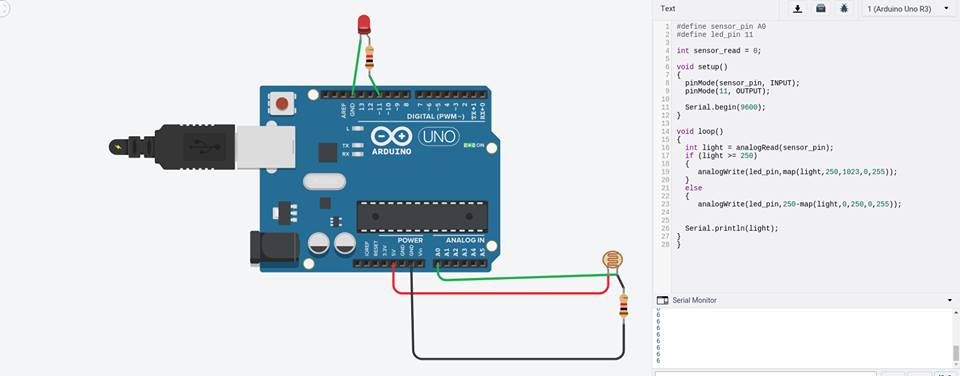 Text
1 (Arduino Uno R3)
1 #define sensor_pin A0
2 #define led_pin 11
3
4 int sensor_read = 0;
5
6 void setup()
7 {
8 pinMode(sensor_pin, INPUT);
9 pinMode(11, OUTPUT);
10
11 Serial.begin(9600);
12 }
13
14 void loop()
15 {
16 int light = analogRead(sensor_pin);
17 if (light >= 250)
18 {
19 analogWrite(led_pin,map(light,250,1023,0,255));
20 }
21 else
22 {
23 analogWrite(led_pin,250-map(light,0,250,0,255));
24
25
26 Serial.println(light);
27 }
28 }
Serial Monitor
6
6
6
6
6
6
6
AREF
GND
13
12
~11
~10
~9
8
7
~6
~5
4
~3
2
TX→1
RX←0
DIGITAL (PWM~)
L
TX
RX
UNO
ON
ARDUINO
POWER
ANALOG IN
IOREF
RESET
3.3V
5V
GND
GND
Vin
A0
A1
A2
A3
A4
A5